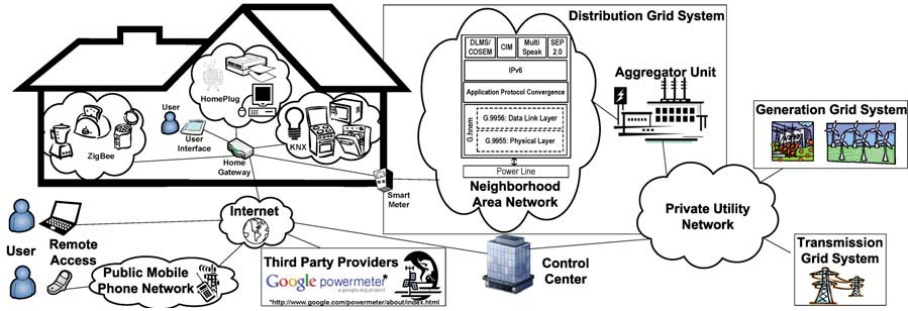 Distribution Grid System
DLMS/
COSEM
CIM
Multi
Speak
SEP
2.0
IPv6
Application Protocol Convergence
G.hnem
G.9956: Data Link Layer
G.9955: Physical Layer
Power Line
Neighborhood
Area Network
Aggregator Unit
Generation Grid System
HomePlug
User
User
Interface
ZigBee
KNX
Home
Gateway
Smart
Meter
Internet
User
Remote
Access
Public Mobile
Phone Network
Third Party Providers
Google powermeter*
a google.org project
*http://www.google.com/powermeter/about/index.html
Control
Center
Private Utility
Network
Transmission
Grid System